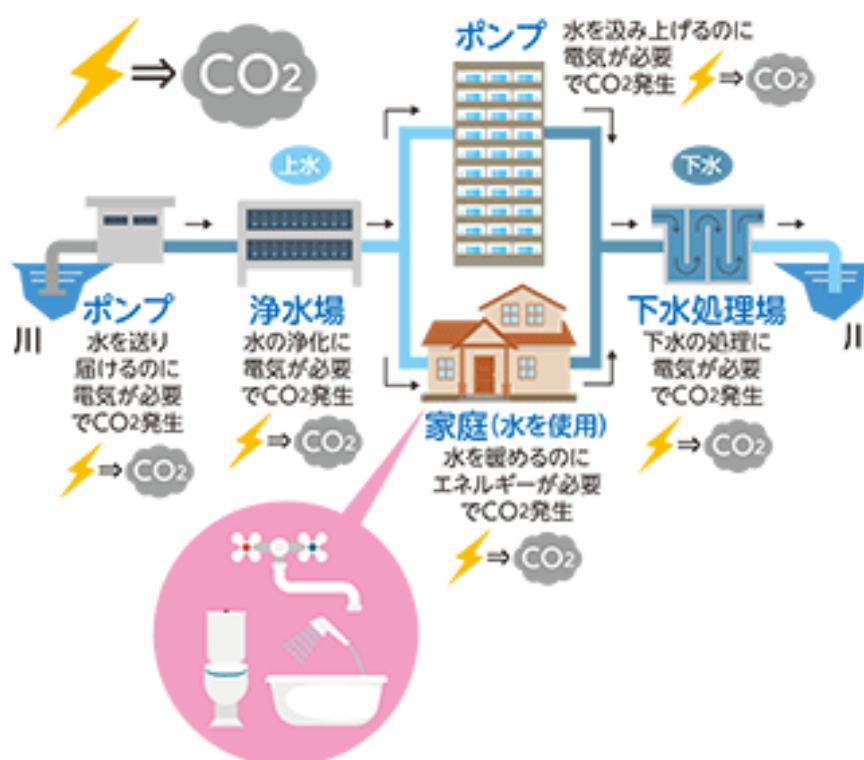 CO2
ポンプ
水を汲み上げるのに
電気が必要
でCO2発生
CO2
上水
下水
川
ポンプ
水を送り
届けるのに
電気が必要
でCO2発生
CO2
浄水場
水の浄化に
電気が必要
でCO2発生
CO2
家庭(水を使用)
水を暖めるのに
エネルギーが必要
でCO2発生
CO2
下水処理場
下水の処理に
電気が必要
でCO2発生
CO2
川